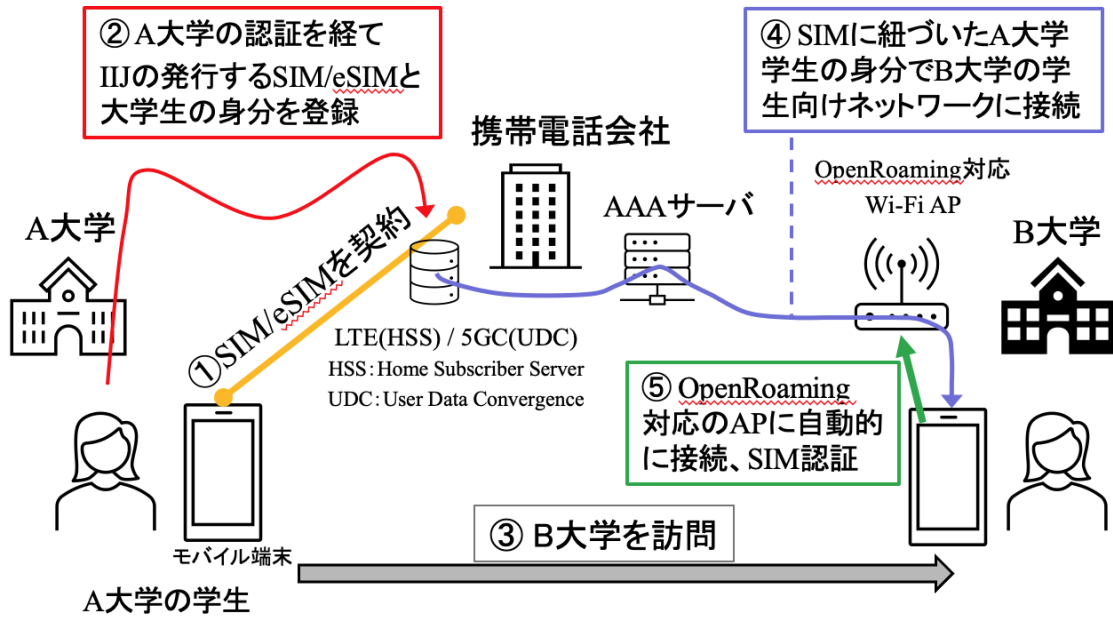 ② A大学の認証を経て
IIJの発行するSIM/eSIMと
大学生の身分を登録
④ SIMに紐づいたA大学
学生の身分でB大学の学
生向けネットワークに接続
携帯電話会社
OpenRoaming対応
Wi-Fi AP
AAAサーバ
A大学
B大学
①SIM/eSIMを契約
LTE(HSS) / 5GC(UDC)
HSS：Home Subscriber Server
UDC：User Data Convergence
⑤ OpenRoaming
対応のAPに自動的
に接続、SIM認証
③ B大学を訪問
モバイル端末
A大学の学生